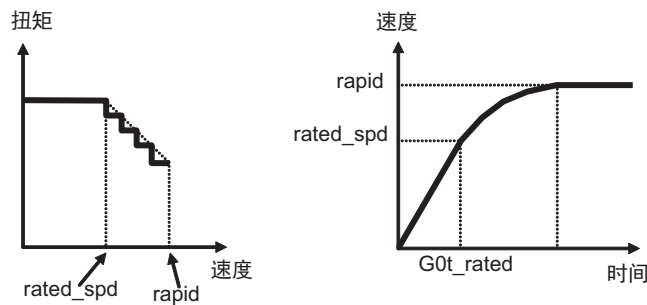 扭矩
速度
rated_spd
rapid
速度
rapid
rated_spd
G0t_rated
时间